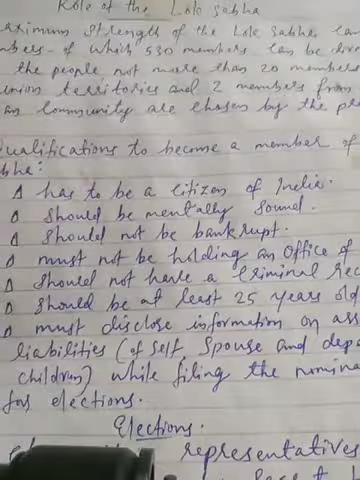 Role of the Lok Sabha
aximum strength of the Lok Sabha can
mbers- of which 530 members can be
the people not more than 20 members
union territories and 2 members from
an community are chosen by the pr
ualifications to become a member of
bha:
Δ has to be a citizen of India.
Δ should be mentally sound.
Δ should not be bankrupt.
Δ must not be holding an office of
Δ should not have a criminal rec
Δ should be at least 25 years old
Δ must disclose information on ass
liabilities (of self, spouse and depe
children) while filing the nomina
for elections.
Elections.
representatives